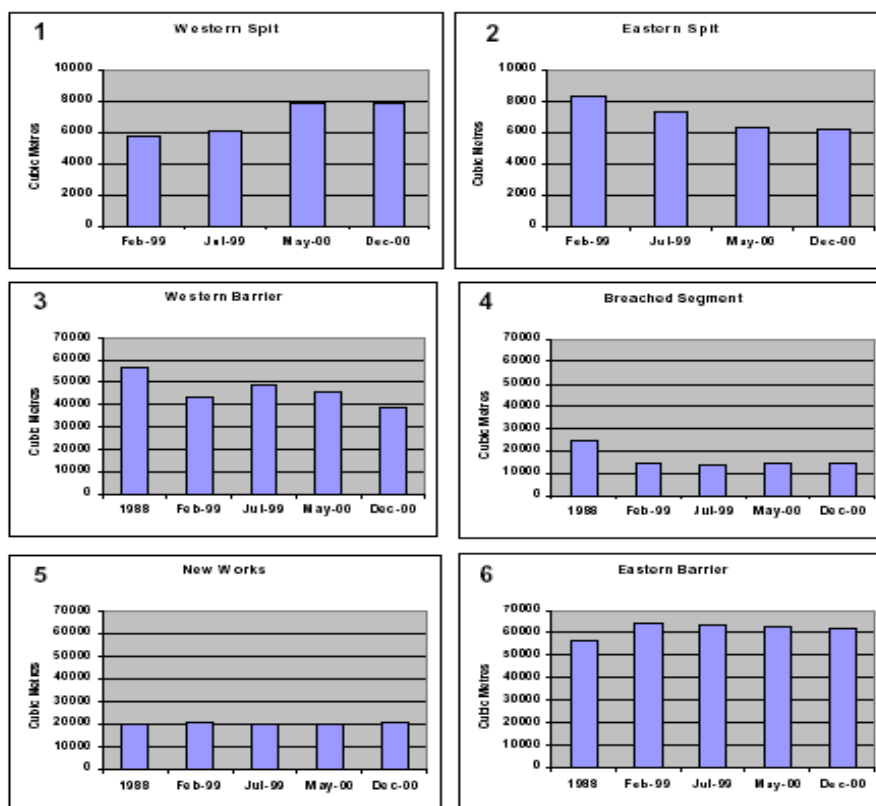 1 Western Spit
10000
8000
6000
4000
2000
0
Cubic Metres
Feb-99 Jul-99 May-00 Dec-00
2 Eastern Spit
10000
8000
6000
4000
2000
0
Cubic Metres
Feb-99 Jul-99 May-00 Dec-00
3 Western Barrier
70000
60000
50000
40000
30000
20000
10000
0
Cubic Metres
1988 Feb-99 Jul-99 May-00 Dec-00
4 Breached Segment
70000
60000
50000
40000
30000
20000
10000
0
Cubic Metres
1988 Feb-99 Jul-99 May-00 Dec-00
5 New Works
70000
60000
50000
40000
30000
20000
10000
0
Cubic Metres
1988 Feb-99 Jul-99 May-00 Dec-00
6 Eastern Barrier
70000
60000
50000
40000
30000
20000
10000
0
Cubic Metres
1988 Feb-99 Jul-99 May-00 Dec-00